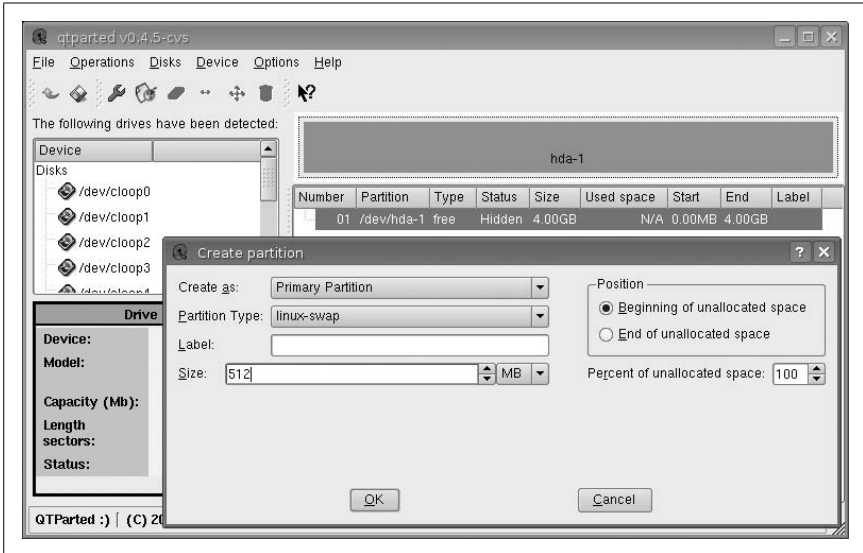 qtparted v0.4.5-cvs
File Operations Disks Device Options Help
The following drives have been detected:
Device
Disks
/dev/cloop0
/dev/cloop1
/dev/cloop2
/dev/cloop3
hda-1
Number Partition Type Status Size Used space Start End Label
01 /dev/hda-1 free Hidden 4.00GB N/A 0.00MB 4.00GB
Drive
Device:
Model:
Capacity (Mb):
Length
sectors:
Status:
QTParted :) (C) 20
Create partition
Create as: Primary Partition
Partition Type: linux-swap
Label:
Size: 512 MB
Position
Beginning of unallocated space
End of unallocated space
Percent of unallocated space: 100
OK Cancel